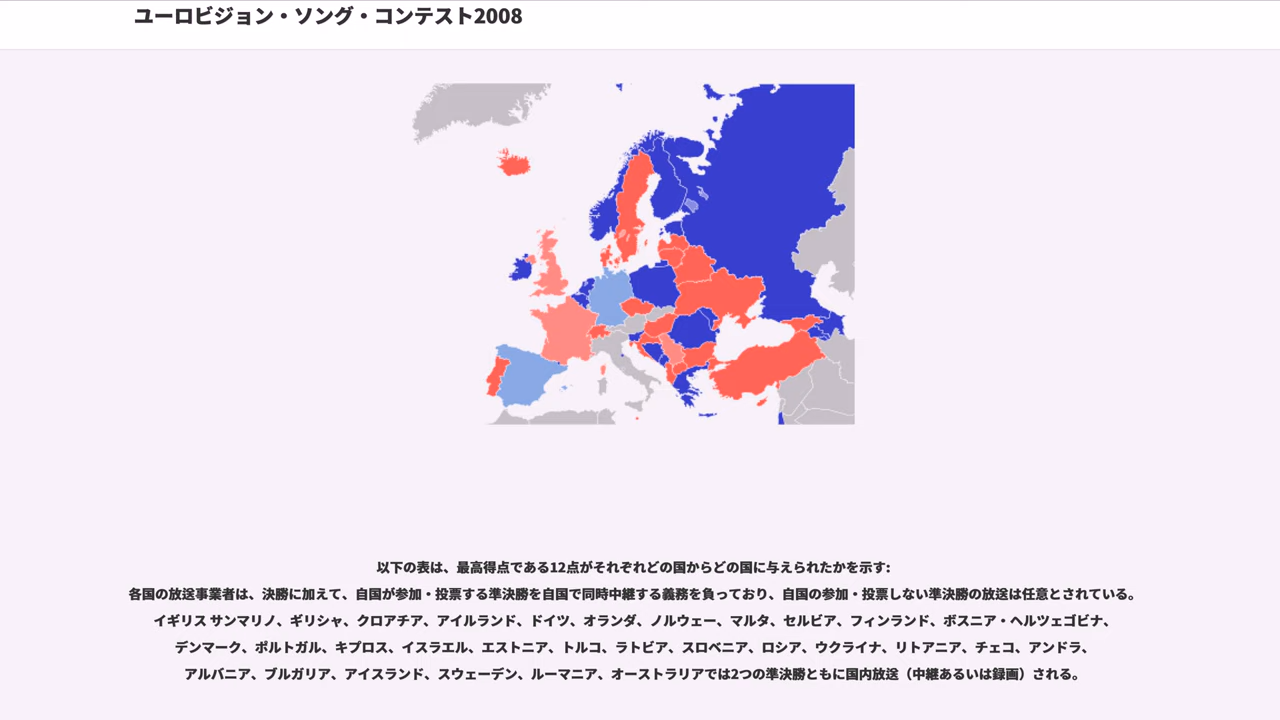 ユーロビジョン・ソング・コンテスト2008
以下の表は、最高得点である12点がそれぞれどの国からどの国に与えられたかを示す:
各国の放送事業者は、決勝に加えて、自国が参加・投票する準決勝を自国で同時中継する義務を負っており、自国の参加・投票しない準決勝の放送は任意とされている。
イギリス サンマリノ、ギリシャ、クロアチア、アイルランド、ドイツ、オランダ、ノルウェー、マルタ、セルビア、フィンランド、ボスニア・ヘルツェゴビナ、
デンマーク、ポルトガル、キプロス、イスラエル、エストニア、トルコ、ラトビア、スロベニア、ロシア、ウクライナ、リトアニア、チェコ、アンドラ、
アルバニア、ブルガリア、アイスランド、スウェーデン、ルーマニア、オーストラリアでは2つの準決勝ともに国内放送（中継あるいは録画）される。